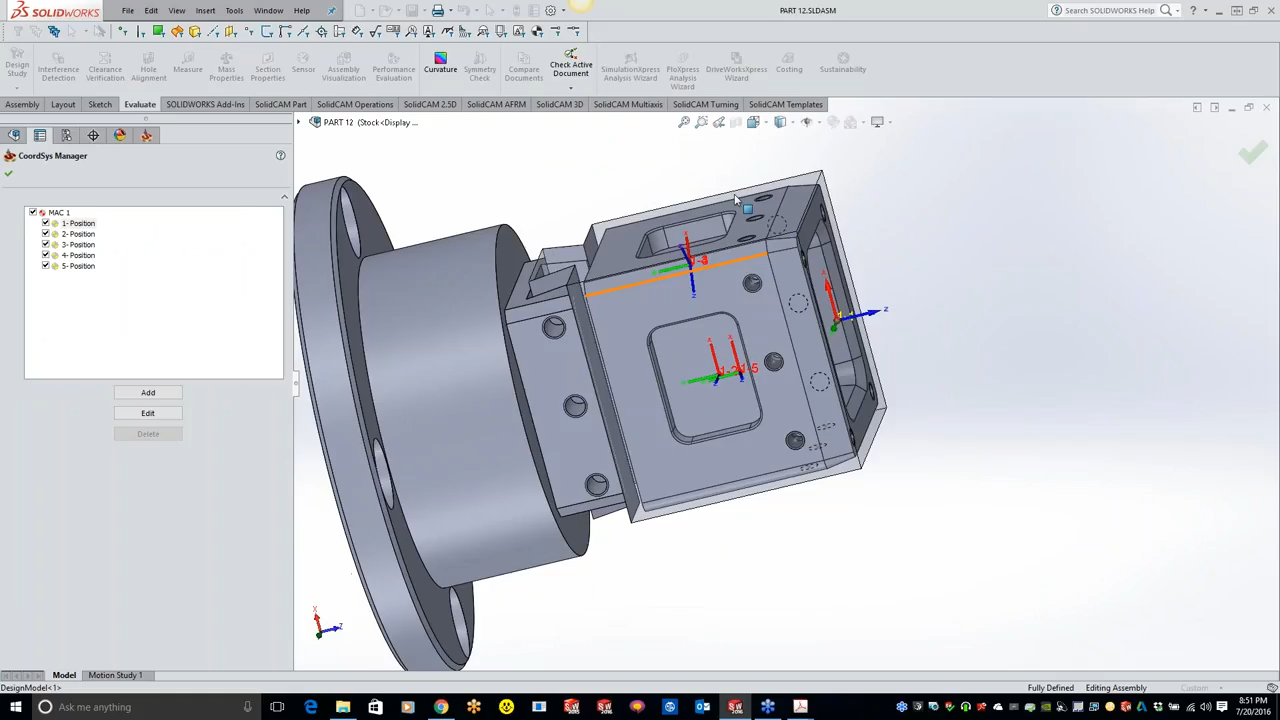 SOLIDWORKS File Edit View Insert Tools Window Help PART 12.SLDASM Search SOLIDWORKS Help
Design Study
Interference Detection
Clearance Verification
Hole Alignment
Measure
Mass Properties
Section Properties
Sensor
Assembly Visualization
Performance Evaluation
Curvature
Symmetry Check
Compare Documents
Check Active Document
SimulationXpress Analysis Wizard
FloXpress Analysis Wizard
DriveWorksXpress Wizard
Costing
Sustainability
Assembly Layout Sketch Evaluate SOLIDWORKS Add-Ins SolidCAM Part SolidCAM Operations SolidCAM 2.5D SolidCAM AFRM SolidCAM 3D SolidCAM Multiaxis SolidCAM Turning SolidCAM Templates
PART 12 (Stock<Display ...
CoordSys Manager
MAC 1
1- Position
2- Position
3- Position
4- Position
5- Position
Add
Edit
Delete
Z
X
Z
Model Motion Study 1
DesignModel<1> Fully Defined Editing Assembly Custom
Ask me anything
8:51 PM
7/20/2016